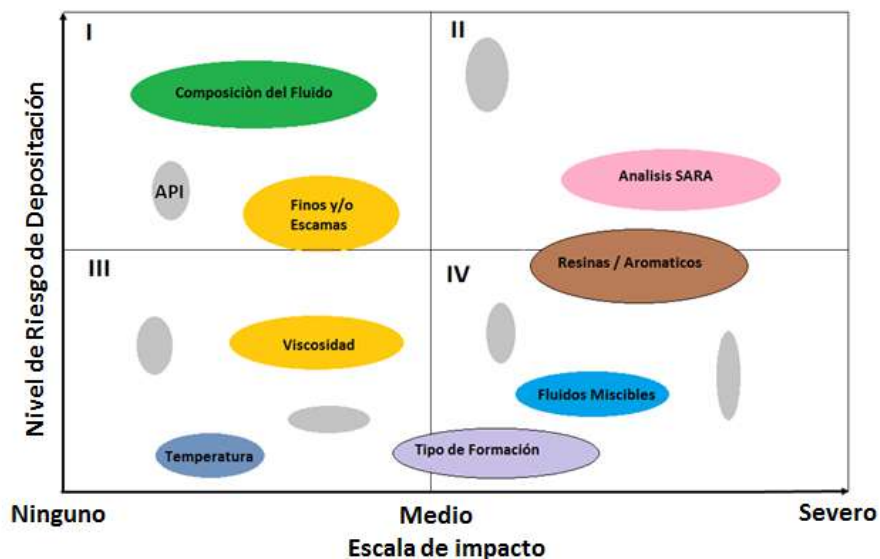 I
II
Composiciòn del Fluido
Analisis SARA
API
Finos y/o
Escamas
Resinas / Aromaticos
III
IV
Viscosidad
Fluidos Miscibles
Tipo de Formación
Temperatura
Nivel de Riesgo de Depositación
Ninguno
Medio
Severo
Escala de impacto